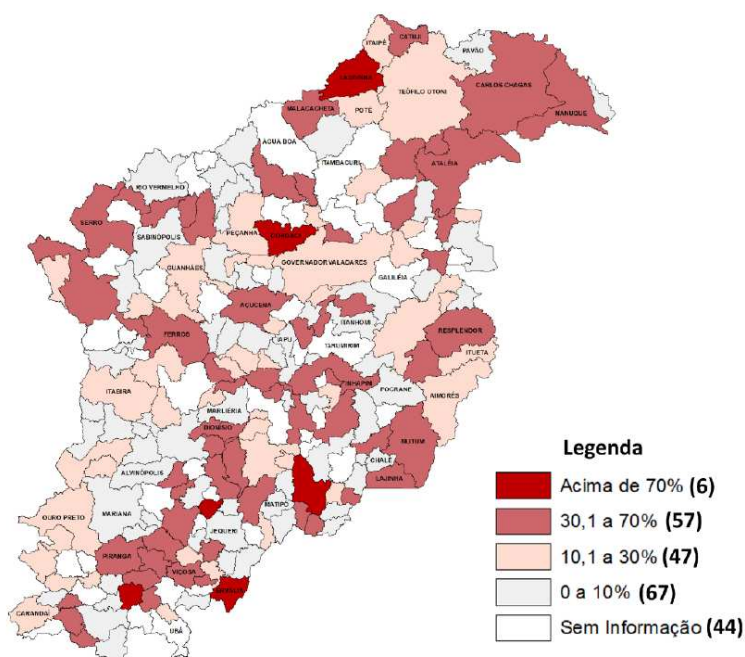 CATUJI
ITAIPÉ
PAVÃO
TEÓFILO OTONI
CARLOS CHAGAS
MALACACHETA
POTÉ
NANUQUE
AGUA BOA
ITAMBACURI
ATALÉIA
RIO VERMELHO
SERRO
SABINÓPOLIS
PEÇANHA
GUANHÃES
GOVERNADOR VALADARES
GALILÉIA
AÇUCENA
ITANHOMI
RESPLENDOR
FERROS
IAPU
TARUMIRIM
ITUETA
ITABIRA
INHAPIM
POCRANE
AIMORÉS
MARLIÉRIA
DIONÍSIO
MUTUM
CHALÉ
ALVINÓPOLIS
LAJINHA
OURO PRETO
MARIANA
MATIPÓ
JEQUERI
PIRANGA
VIÇOSA
CARANDAÍ
UBÁ
Legenda
Acima de 70% (6)
30,1 a 70% (57)
10,1 a 30% (47)
0 a 10% (67)
Sem Informação (44)